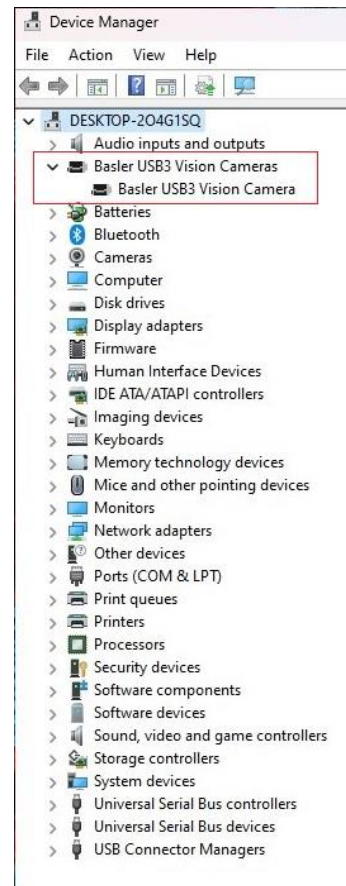 Device Manager
File Action View Help
DESKTOP-2O4G1SQ
Audio inputs and outputs
Basler USB3 Vision Cameras
Basler USB3 Vision Camera
Batteries
Bluetooth
Cameras
Computer
Disk drives
Display adapters
Firmware
Human Interface Devices
IDE ATA/ATAPI controllers
Imaging devices
Keyboards
Memory technology devices
Mice and other pointing devices
Monitors
Network adapters
Other devices
Ports (COM & LPT)
Print queues
Printers
Processors
Security devices
Software components
Software devices
Sound, video and game controllers
Storage controllers
System devices
Universal Serial Bus controllers
Universal Serial Bus devices
USB Connector Managers